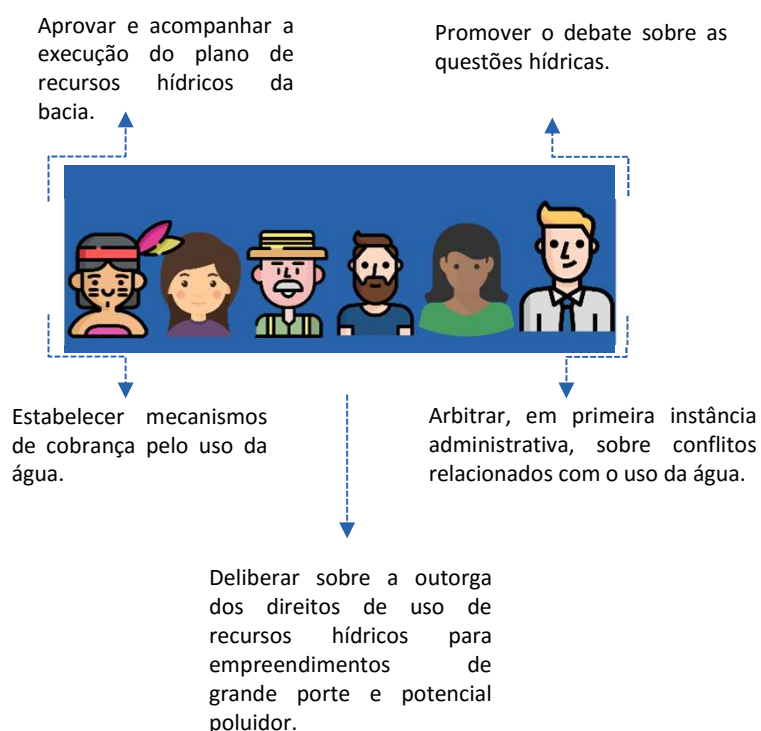 Aprovar e acompanhar a
execução do plano de
recursos hídricos da
bacia.
Promover o debate sobre as
questões hídricas.
Estabelecer mecanismos
de cobrança pelo uso da
água.
Arbitrar, em primeira instância
administrativa, sobre conflitos
relacionados com o uso da água.
Deliberar sobre a outorga
dos direitos de uso de
recursos hídricos para
empreendimentos de
grande porte e potencial
poluidor.